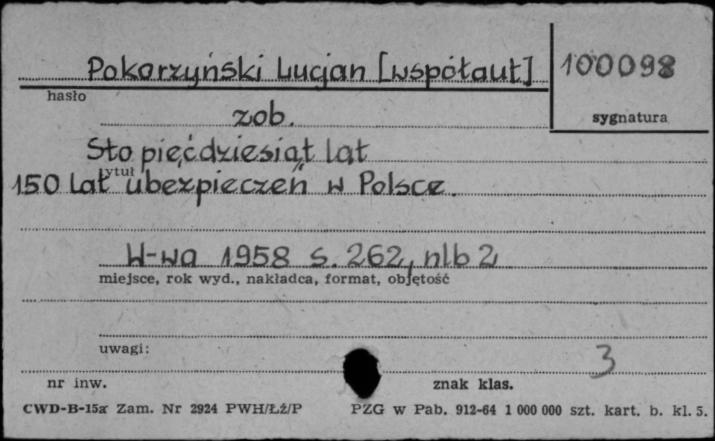 Pokorzyński Lucjan [współaut] 100098
hasło
zob. sygnatura
Sto pięćdziesiąt lat
tytuł
150 lat ubezpieczeń w Polsce.
W-wa 1958 s. 262, nlb 2
miejsce, rok wyd., nakładca, format, objętość
uwagi:
3
nr inw. znak klas.
CWD-B-15a Zam. Nr 2924 PWH/Łź/P PZG w Pab. 912-64 1 000 000 szt. kart. b. kl. 5.